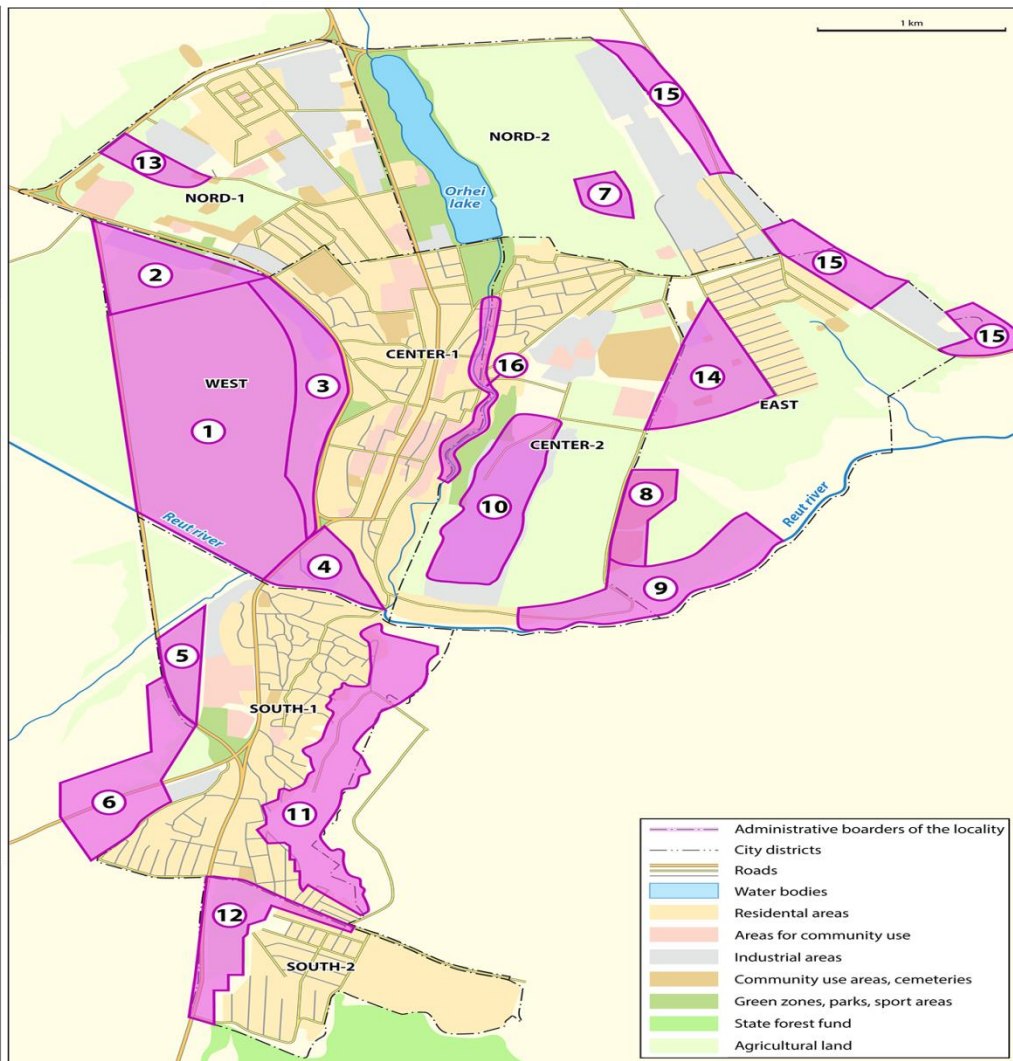 1 km
15
NORD-2
13
7
Orhei
lake
NORD-1
2
15
15
CENTER-1
16
WEST
3
14
EAST
1
CENTER-2
8
10
Reut river
Reut river
4
9
5
SOUTH-1
6
11
12
SOUTH-2
Administrative boarders of the locality
City districts
Roads
Water bodies
Residental areas
Areas for community use
Industrial areas
Community use areas, cemeteries
Green zones, parks, sport areas
State forest fund
Agricultural land